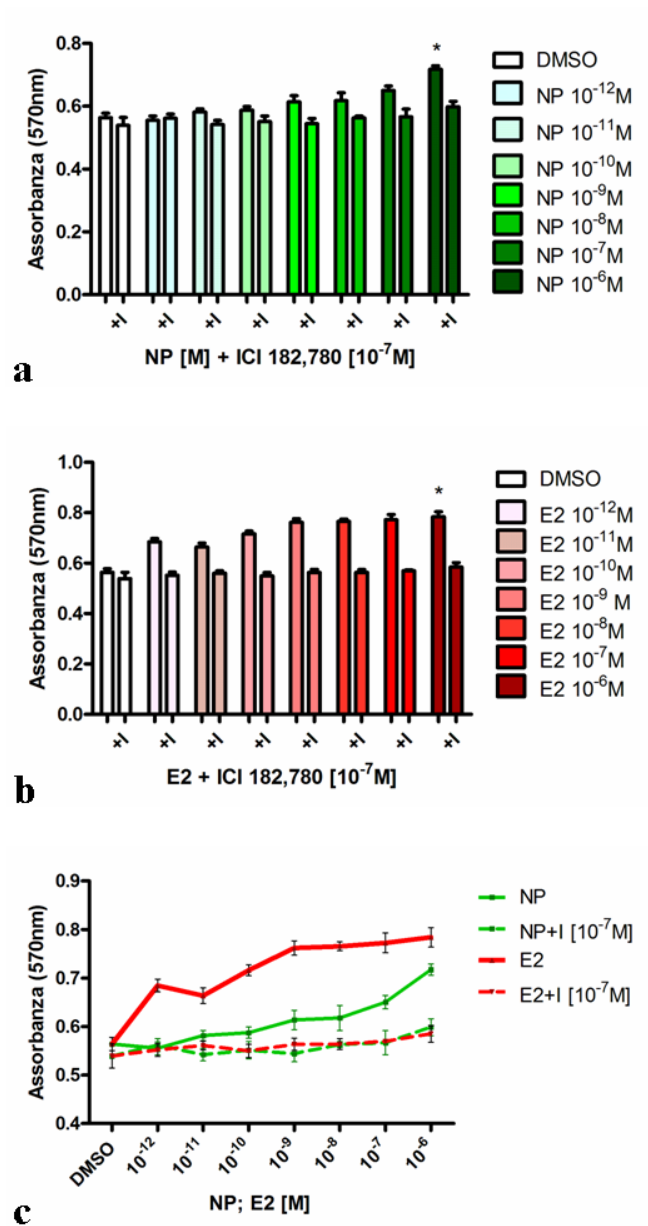 0.8
0.6
0.4
0.2
0.0
Assorbanza (570nm)
*
+I +I +I +I +I +I +I +I
NP [M] + ICI 182,780 [10⁻⁷M]
DMSO
NP 10⁻¹²M
NP 10⁻¹¹M
NP 10⁻¹⁰M
NP 10⁻⁹M
NP 10⁻⁸M
NP 10⁻⁷M
NP 10⁻⁶M
a
1.0
0.8
0.6
0.4
0.2
0.0
Assorbanza (570nm)
*
+I +I +I +I +I +I +I +I
E2 + ICI 182,780 [10⁻⁷M]
DMSO
E2 10⁻¹²M
E2 10⁻¹¹M
E2 10⁻¹⁰M
E2 10⁻⁹ M
E2 10⁻⁸M
E2 10⁻⁷M
E2 10⁻⁶M
b
0.9
0.8
0.7
0.6
0.5
0.4
Assorbanza (570nm)
DMSO 10⁻¹² 10⁻¹¹ 10⁻¹⁰ 10⁻⁹ 10⁻⁸ 10⁻⁷ 10⁻⁶
NP; E2 [M]
NP
NP+I [10⁻⁷M]
E2
E2+I [10⁻⁷M]
c